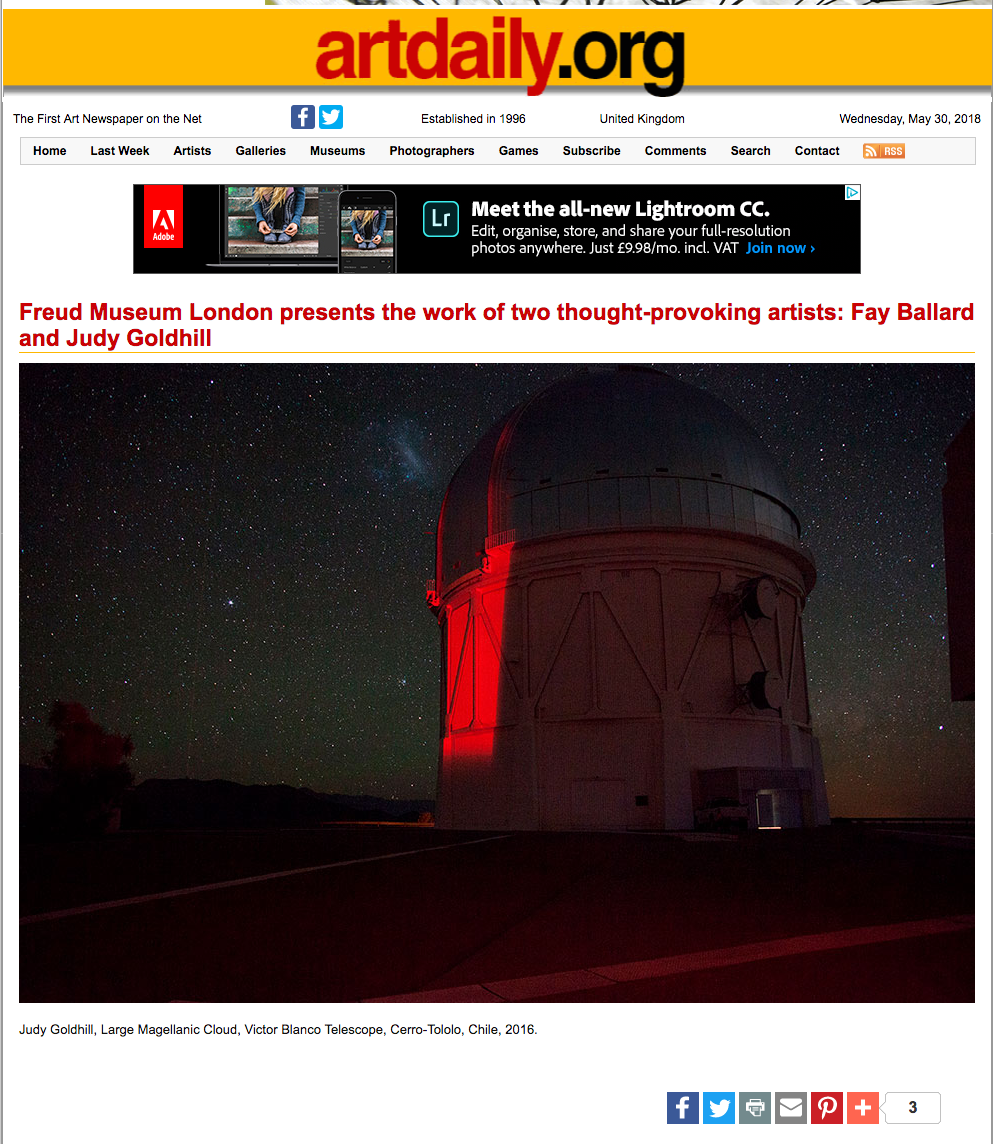 artdaily.org
The First Art Newspaper on the Net
Established in 1996
United Kingdom
Wednesday, May 30, 2018
Home Last Week Artists Galleries Museums Photographers Games Subscribe Comments Search Contact RSS
Adobe
Lr
Meet the all-new Lightroom CC.
Edit, organise, store, and share your full-resolution
photos anywhere. Just £9.98/mo. incl. VAT Join now ›
Freud Museum London presents the work of two thought-provoking artists: Fay Ballard
and Judy Goldhill
Judy Goldhill, Large Magellanic Cloud, Victor Blanco Telescope, Cerro-Tololo, Chile, 2016.
3